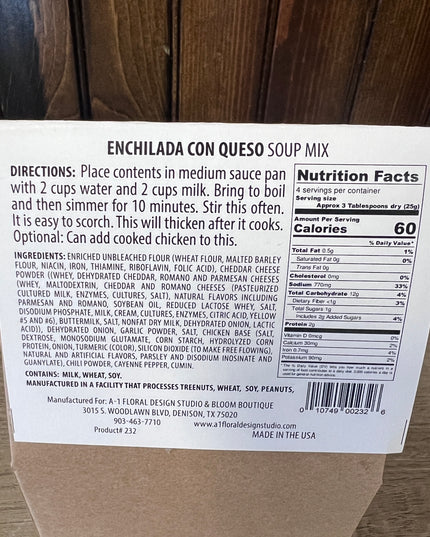 ENCHILADA CON QUESO SOUP MIX
DIRECTIONS: Place contents in medium sauce pan
with 2 cups water and 2 cups milk. Bring to boil
and then simmer for 10 minutes. Stir this often.
It is easy to scorch. This will thicken after it cooks.
Optional: Can add cooked chicken to this.
INGREDIENTS: ENRICHED UNBLEACHED FLOUR (WHEAT FLOUR, MALTED BARLEY
FLOUR, NIACIN, IRON, THIAMINE, RIBOFLAVIN, FOLIC ACID), CHEDDAR CHEESE
POWDER ((WHEY, DEHYDRATED CHEDDAR, ROMANO AND PARMESAN CHEESES
(WHEY, MALTODEXTRIN, CHEDDAR AND ROMANO CHEESES (PASTEURIZED
CULTURED MILK, ENZYMES, CULTURES, SALT), NATURAL FLAVORS INCLUDING
PARMESAN AND ROMANO, SOYBEAN OIL, REDUCED LACTOSE WHEY, SALT,
DISODIUM PHOSPHATE, MILK, CREAM, CULTURES, ENZYMES, CITRIC ACID, YELLOW
#5 AND #6), BUTTERMILK, SALT, NONFAT DRY MILK, DEHYDRATED ONION, LACTIC
ACID)), DEHYDRATED ONION, GARLIC POWDER, SALT, CHICKEN BASE (SALT,
DEXTROSE, MONOSODIUM GLUTAMATE, CORN STARCH, HYDROLYZED CORN
PROTEIN, ONION, TURMERIC (COLOR), SILICON DIOXIDE (TO MAKE FREE FLOWING),
NATURAL AND ARTIFICIAL FLAVORS, PARSLEY AND DISODIUM INOSINATE AND
GUANYLATE), CHILI POWDER, CAYENNE PEPPER, CUMIN.
CONTAINS: MILK, WHEAT, SOY.
MANUFACTURED IN A FACILITY THAT PROCESSES TREENUTS, WHEAT, SOY, PEANUTS,
Manufactured For: A-1 FLORAL DESIGN STUDIO & BLOOM BOUTIQUE
3015 S. WOODLAWN BLVD, DENISON, TX 75020
903-463-7710 www.a1floraldesignstudio.com
Product# 232 MADE IN THE USA
Nutrition Facts
4 servings per container
Serving size
Approx 3 Tablespoons dry (25g)
Amount Per Serving
Calories 60
% Daily Value*
Total Fat 0.5g 1%
Saturated Fat 0g 0%
Trans Fat 0g
Cholesterol 0mg 0%
Sodium 770mg 33%
Total Carbohydrate 12g 4%
Dietary Fiber <1g 3%
Total Sugars 1g
Includes 2g Added Sugars 4%
Protein 2g
Vitamin D 0mcg 0%
Calcium 30mg 2%
Iron 0.7mg 4%
Potassium 90mg 2%
0 10749 00232 6